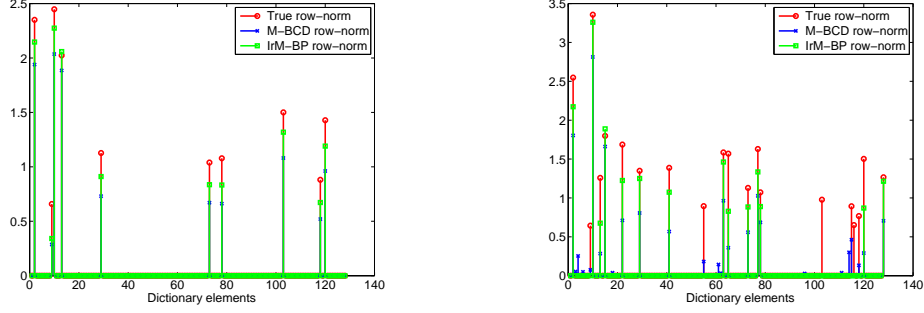 2.5
2
1.5
1
0.5
0
0 20 40 60 80 100 120 140
Dictionary elements
True row-norm
M-BCD row-norm
IrM-BP row-norm
3.5
3
2.5
2
1.5
1
0.5
0
0 20 40 60 80 100 120 140
Dictionary elements
True row-norm
M-BCD row-norm
IrM-BP row-norm